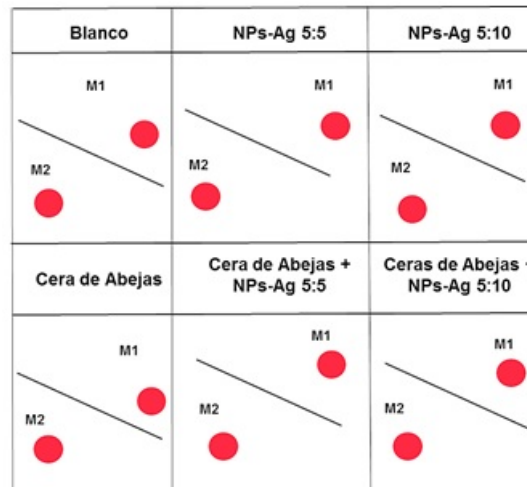 Blanco
NPs-Ag 5:5
NPs-Ag 5:10
M1
M2
M1
M2
M1
M2
Cera de Abejas
Cera de Abejas +
NPs-Ag 5:5
Ceras de Abejas +
NPs-Ag 5:10
M1
M2
M1
M2
M1
M2